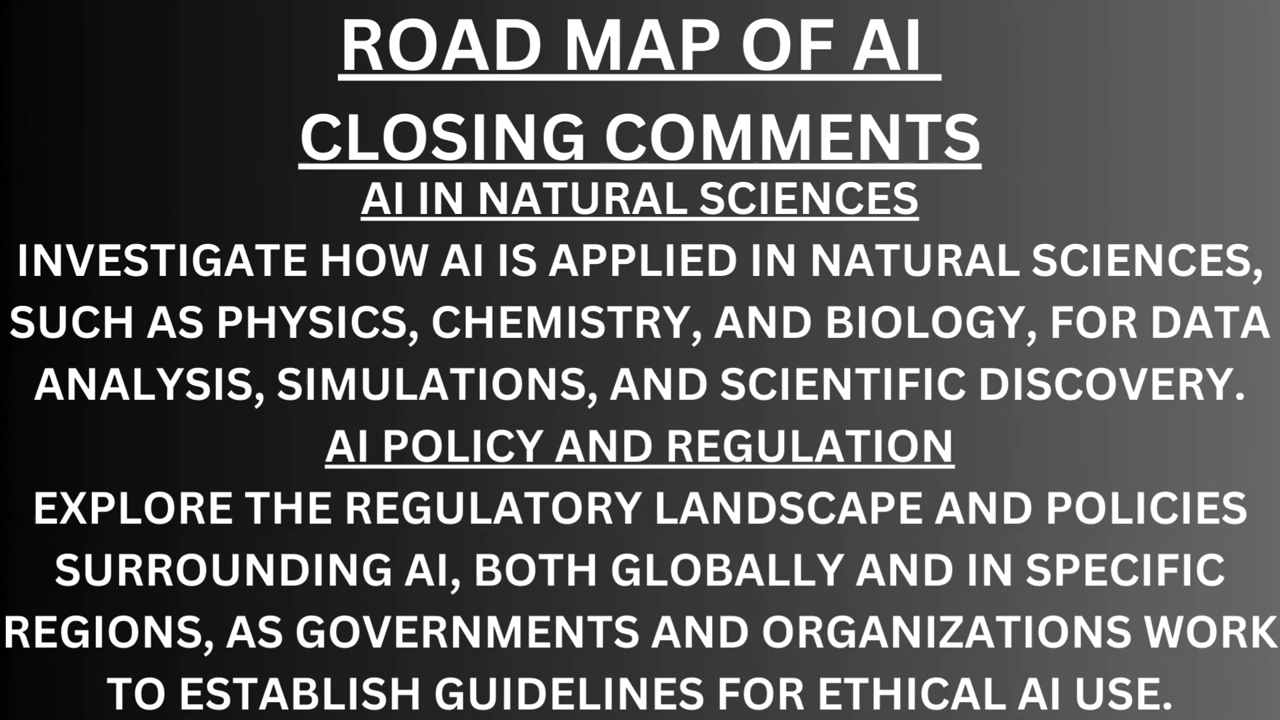 ROAD MAP OF AI
CLOSING COMMENTS
AI IN NATURAL SCIENCES
INVESTIGATE HOW AI IS APPLIED IN NATURAL SCIENCES,
SUCH AS PHYSICS, CHEMISTRY, AND BIOLOGY, FOR DATA
ANALYSIS, SIMULATIONS, AND SCIENTIFIC DISCOVERY.
AI POLICY AND REGULATION
EXPLORE THE REGULATORY LANDSCAPE AND POLICIES
SURROUNDING AI, BOTH GLOBALLY AND IN SPECIFIC
REGIONS, AS GOVERNMENTS AND ORGANIZATIONS WORK
TO ESTABLISH GUIDELINES FOR ETHICAL AI USE.